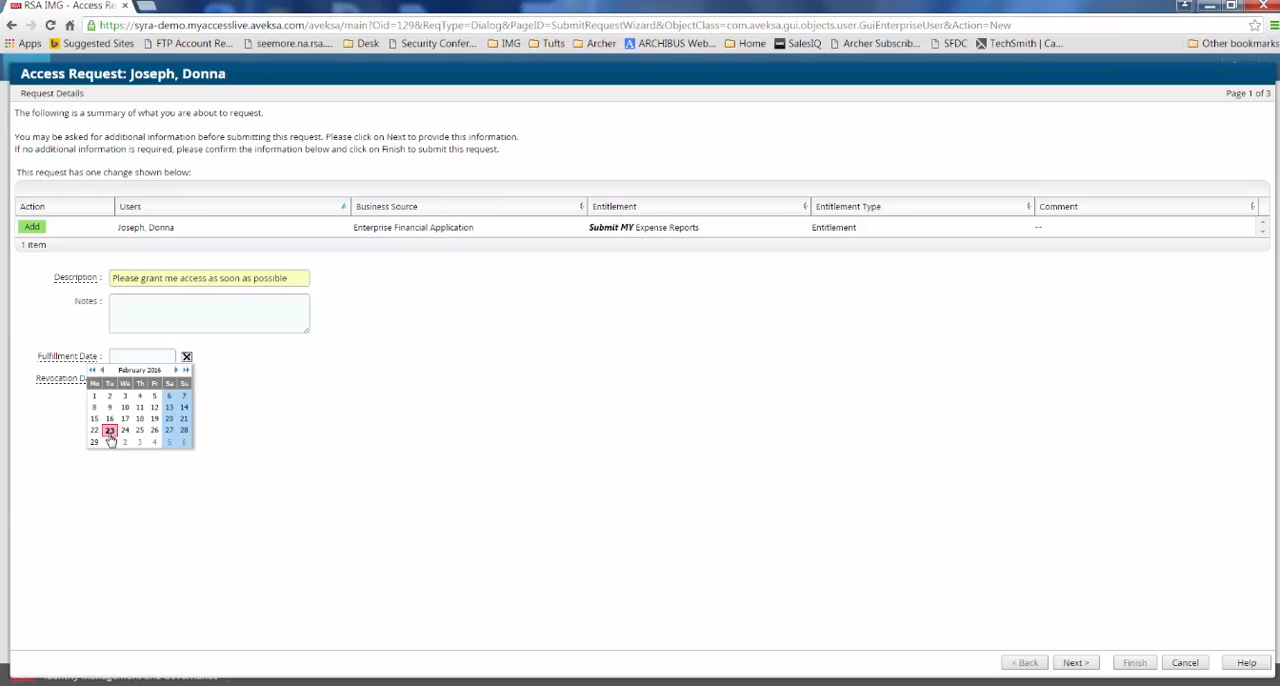 RSA IMG - Access Re
https://syra-demo.myaccesslive.aveksa.com/aveksa/main?Oid=129&ReqType=Dialog&PageID=SubmitRequestWizard&ObjectClass=com.aveksa.gui.objects.user.GuiEnterpriseUser&Action=New
Apps Suggested Sites FTP Account Re... seemore.na.rsa.... Desk Security Confer... IMG Tufts Archer ARCHIBUS Web... Home SalesIQ Archer Subscrib... SFDC TechSmith | Ca... Other bookmarks
Access Request: Joseph, Donna
Request Details Page 1 of 3
The following is a summary of what you are about to request.
You may be asked for additional information before submitting this request. Please click on Next to provide this information.
If no additional information is required, please confirm the information below and click on Finish to submit this request.
This request has one change shown below:
Action Users Business Source Entitlement Entitlement Type Comment
Add Joseph, Donna Enterprise Financial Application Submit MY Expense Reports Entitlement --
1 item
Description : Please grant me access as soon as possible
Notes :
Fulfillment Date :
February 2016
Revocation D
Mo Tu We Th Fr Sa Su
1 2 3 4 5 6 7
8 9 10 11 12 13 14
15 16 17 18 19 20 21
22 23 24 25 26 27 28
29 2 3 4 5 6
< Back Next > Finish Cancel Help